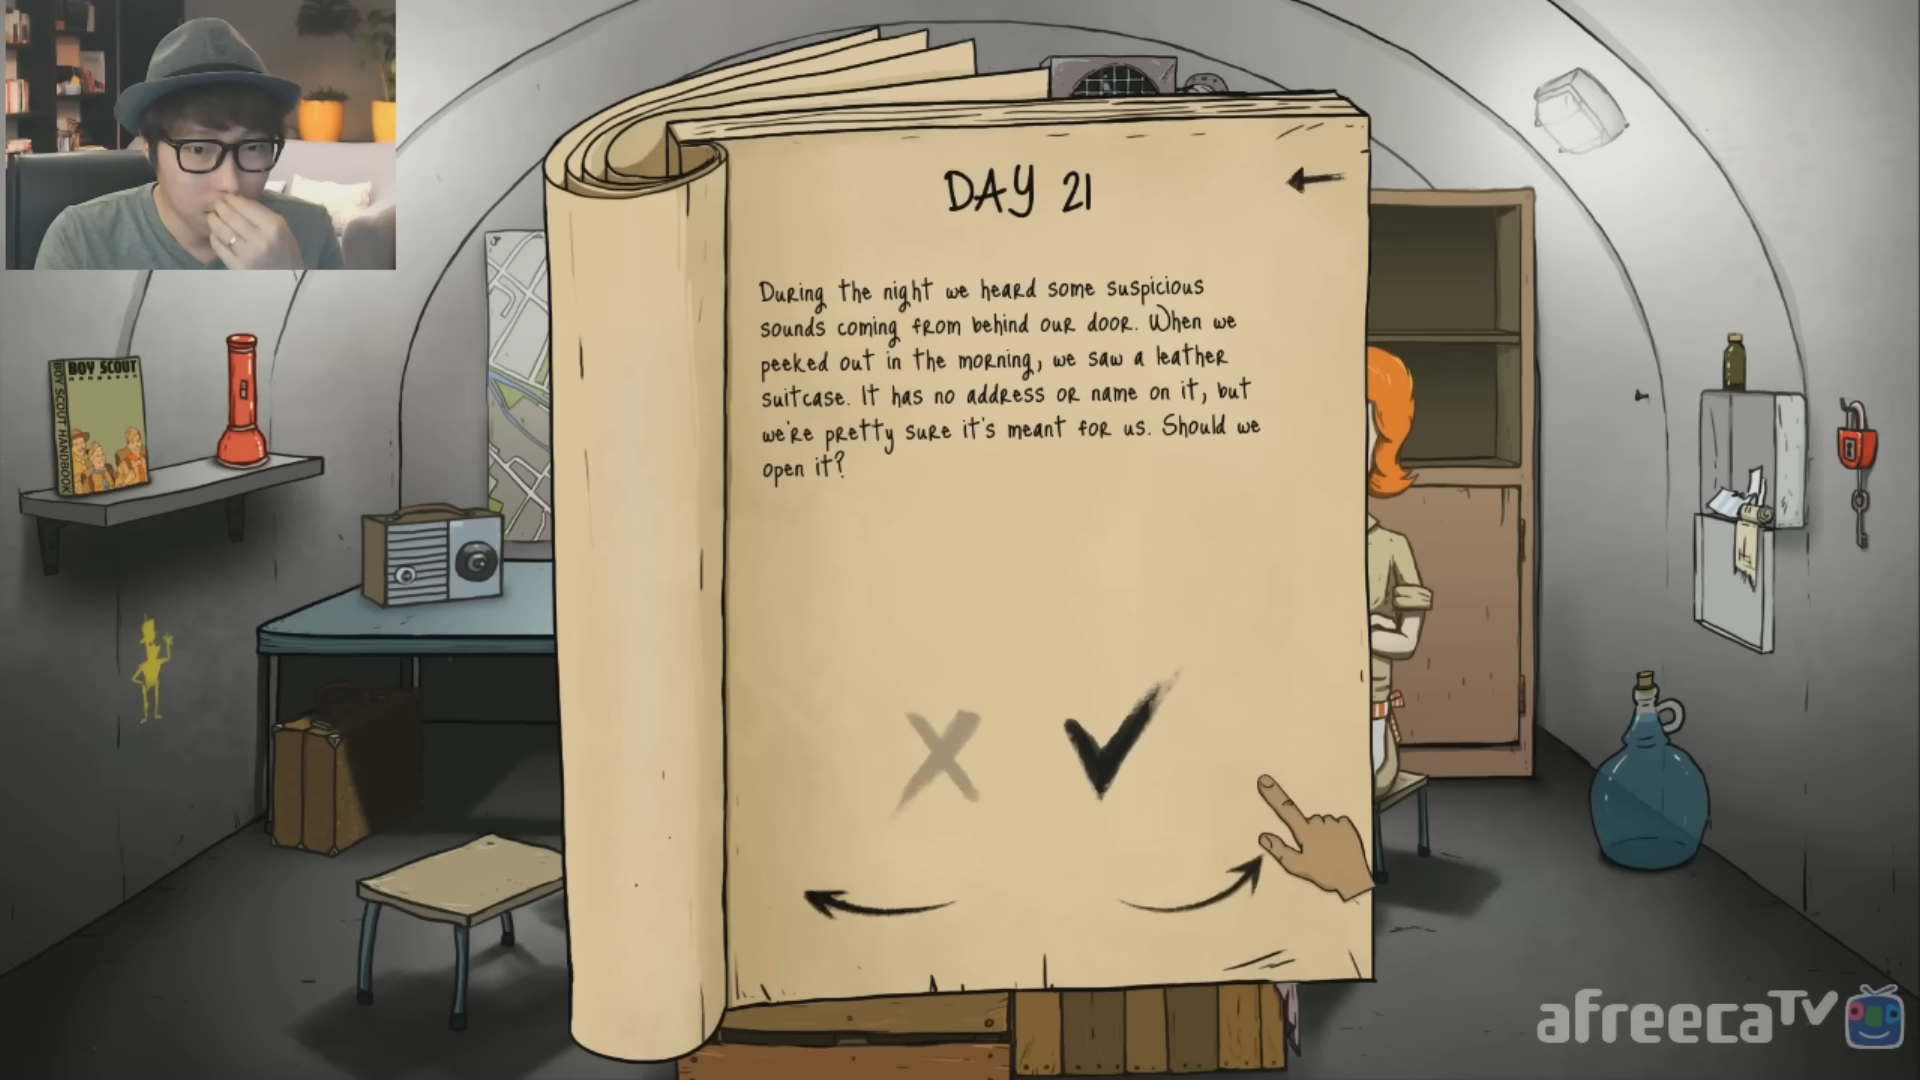 DAY 21
During the night we heard some suspicious
sounds coming from behind our door. When we
peeked out in the morning, we saw a leather
suitcase. It has no address or name on it, but
we're pretty sure it's meant for us. Should we
open it?
BOY SCOUT
HANDBOOK
BOY SCOUT HANDBOOK
afreecaTV